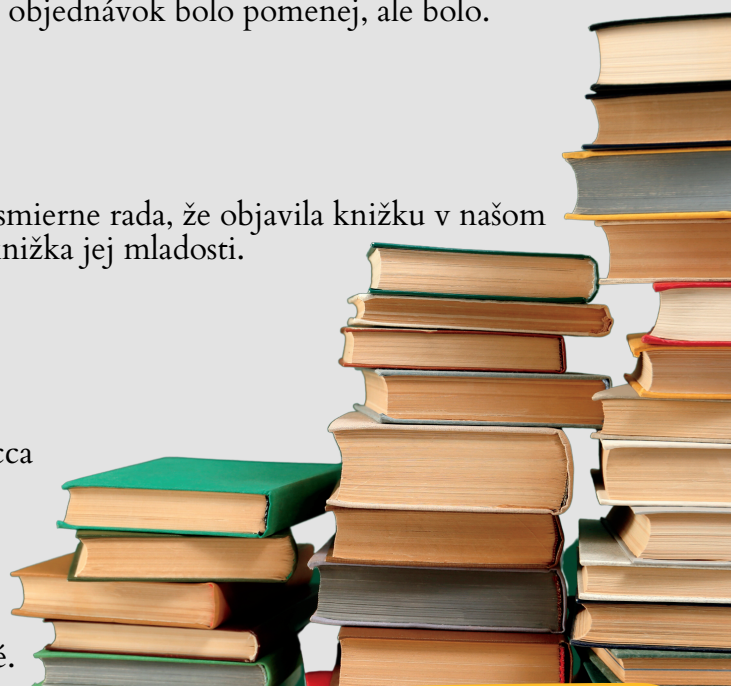 objednávok bolo pomenej, ale bolo.
smierne rada, že objavila knižku v našom
nižka jej mladosti.
cca
é.